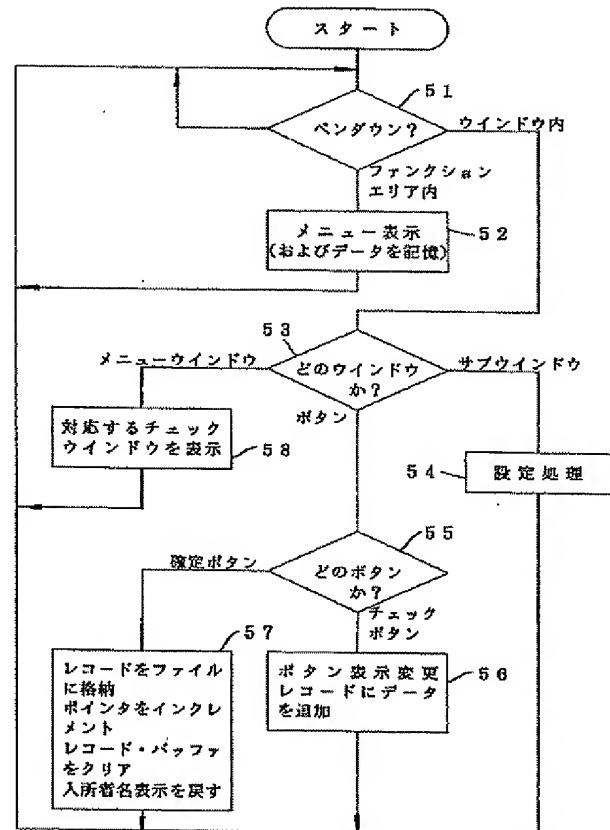 スタート
51
ペンダウン?
ウインドウ内
ファンクション
エリア内
メニュー表示
(およびデータを記憶)
52
53
メニューウインドウ
どのウインドウ
か?
サブウインドウ
ボタン
対応するチェック
ウインドウを表示
58
54
設定処理
55
確定ボタン
どのボタン
か?
チェック
ボタン
57
レコードをファイル
に格納
ポインタをインクレ
メント
レコード・バッファ
をクリア
入所者名表示を戻す
ボタン表示変更
レコードにデータ
を追加
56